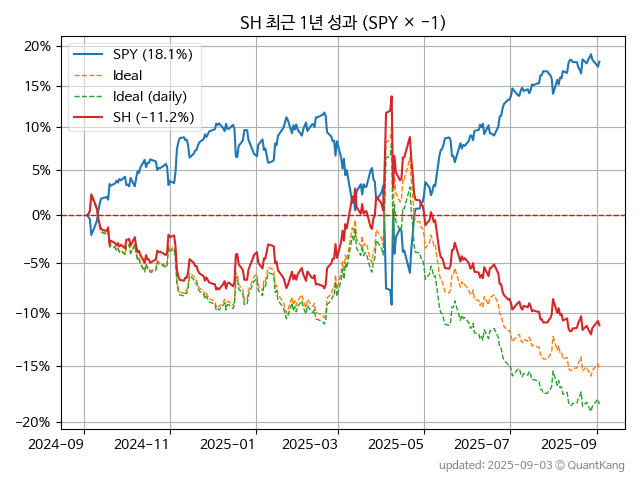 SH 최근 1년 성과 (SPY × −1)
SPY (18.1%)
Ideal
Ideal (daily)
SH (−11.2%)
20%
15%
10%
5%
0%
−5%
−10%
−15%
−20%
2024-09
2024-11
2025-01
2025-03
2025-05
2025-07
2025-09
updated: 2025-09-03 © QuantKang